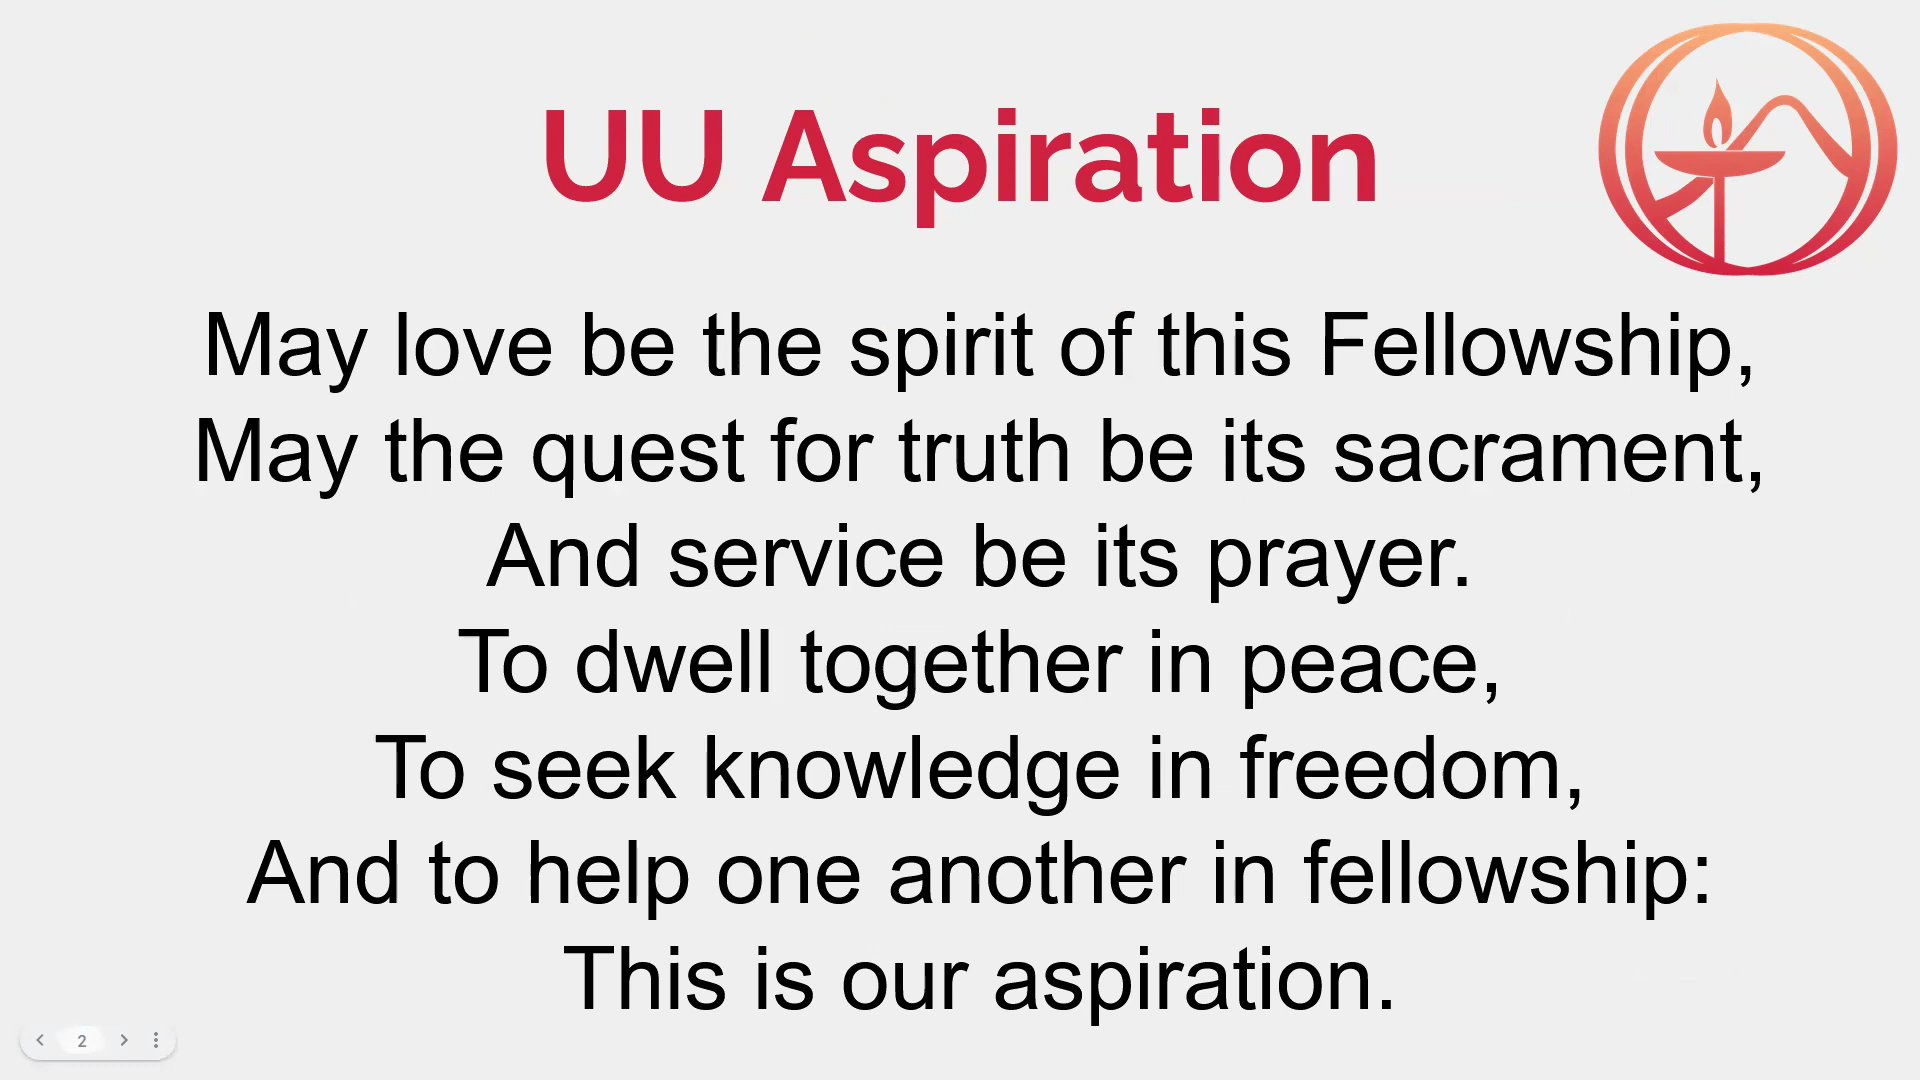 UU Aspiration
May love be the spirit of this Fellowship,
May the quest for truth be its sacrament,
And service be its prayer.
To dwell together in peace,
To seek knowledge in freedom,
And to help one another in fellowship:
This is our aspiration.
2